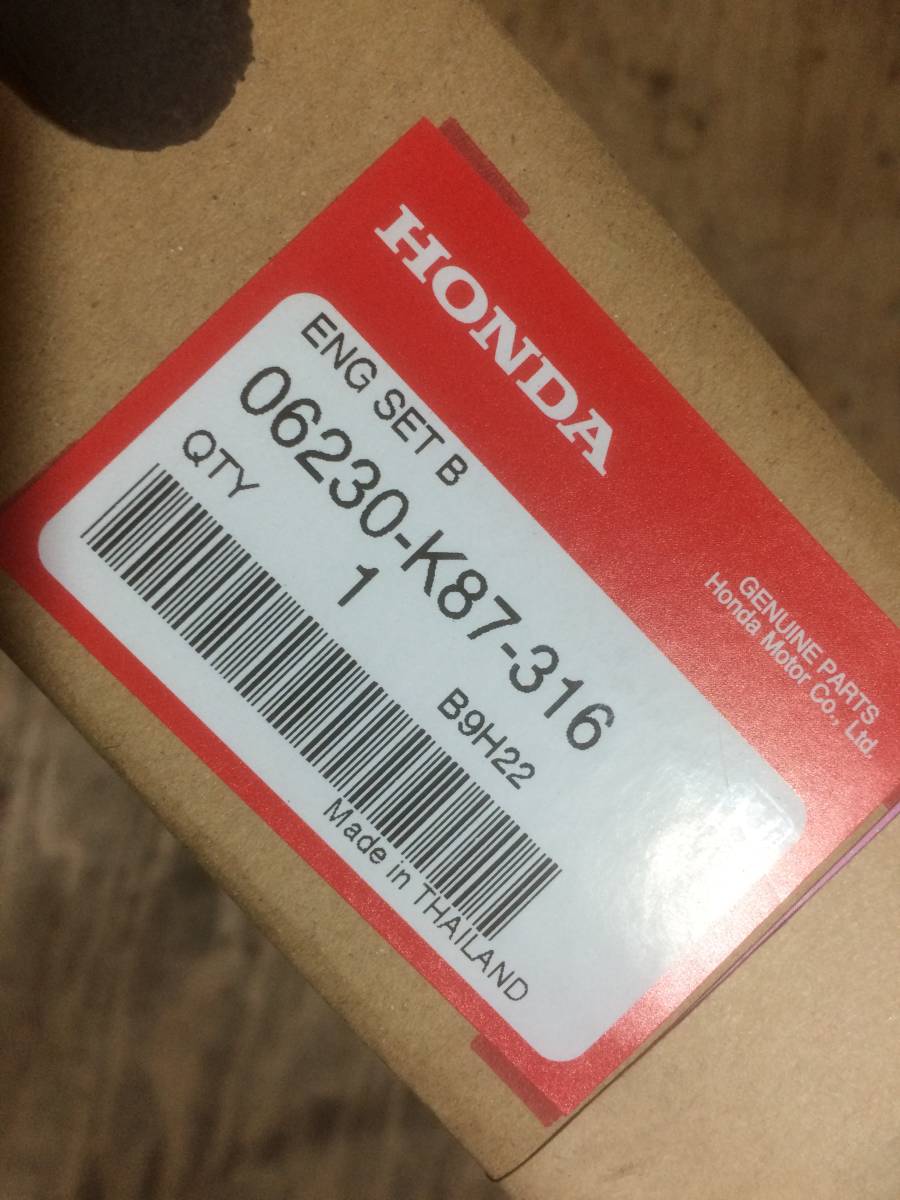 HONDA
GENUINE PARTS
Honda Motor Co., Ltd.
ENG SET B
06230-K87-316
QTY 1 B9H22
Made in THAILAND